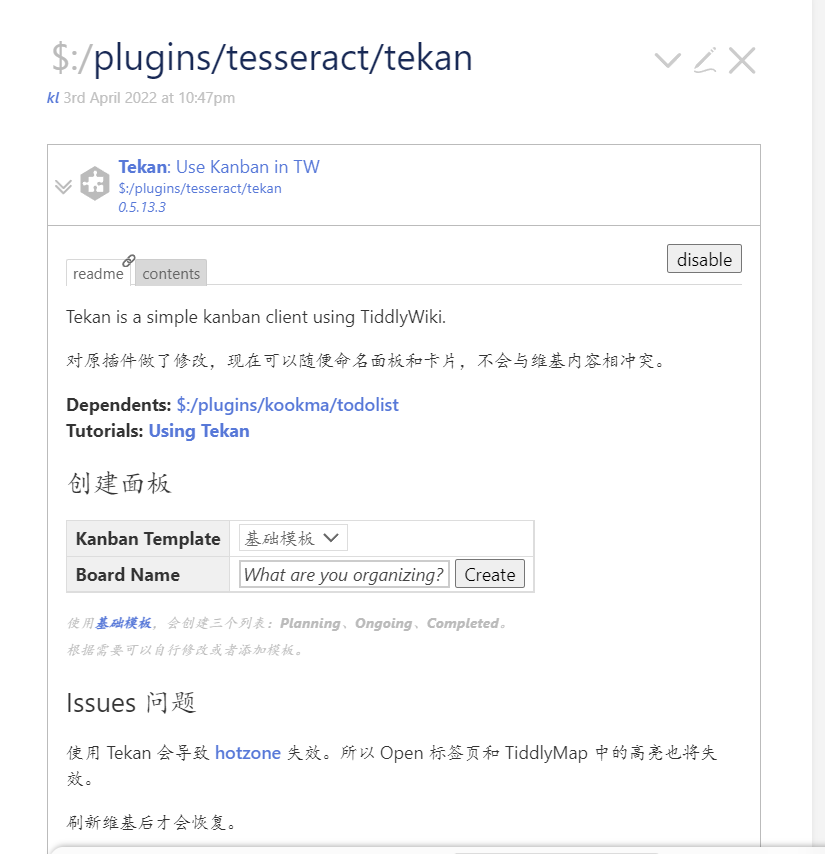 $:/plugins/tesseract/tekan
kl 3rd April 2022 at 10:47pm
Tekan: Use Kanban in TW
$:/plugins/tesseract/tekan
0.5.13.3
disable
readme contents
Tekan is a simple kanban client using TiddlyWiki.
对原插件做了修改，现在可以随便命名面板和卡片，不会与维基内容相冲突。
Dependents: $:/plugins/kookma/todolist
Tutorials: Using Tekan
创建面板
Kanban Template 基础模板
Board Name What are you organizing? Create
使用基础模板，会创建三个列表：Planning、Ongoing、Completed。
根据需要可以自行修改或者添加模板。
Issues 问题
使用 Tekan 会导致 hotzone 失效。所以 Open 标签页和 TiddlyMap 中的高亮也将失
效。
刷新维基后才会恢复。